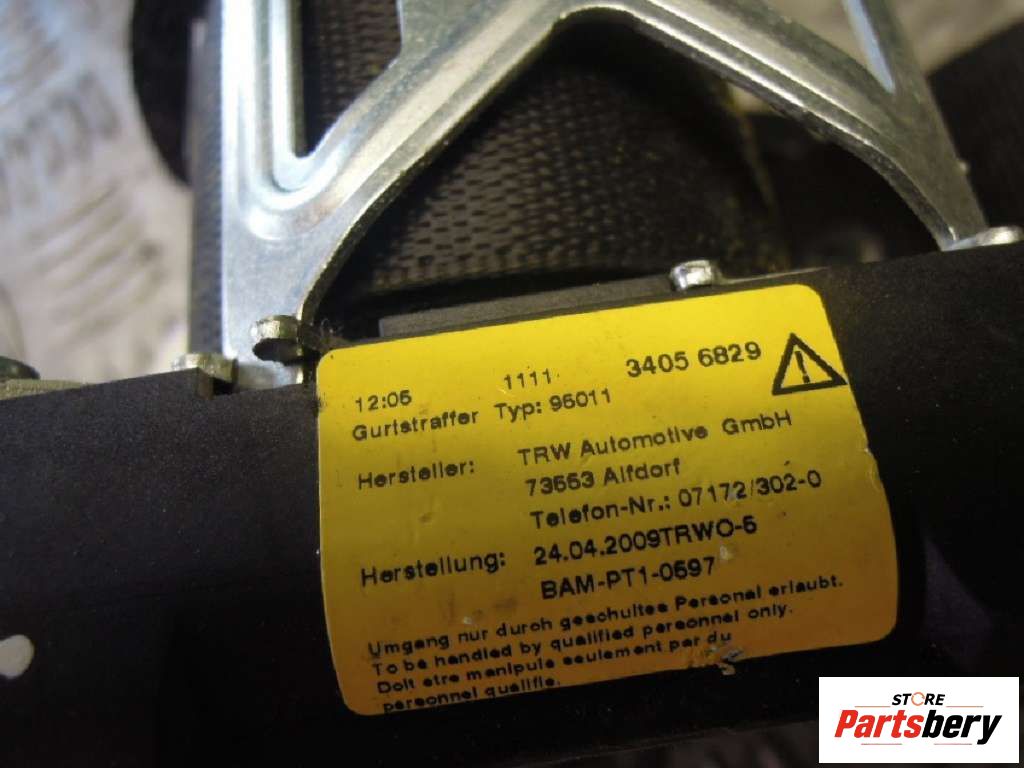 12:05 1111 3405 6829
Gurtstraffer Typ: 95011
Hersteller: TRW Automotive GmbH
73553 Alfdorf
Telefon-Nr.: 07172/302-0
Herstellung: 24.04.2009TRWO-5
BAM-PT1-0597
Umgang nur durch geschultes Personal erlaubt.
To be handled by qualified personnel only.
Doit etre manipule seulement par du
personnel qualifie.
STORE
Partsbery